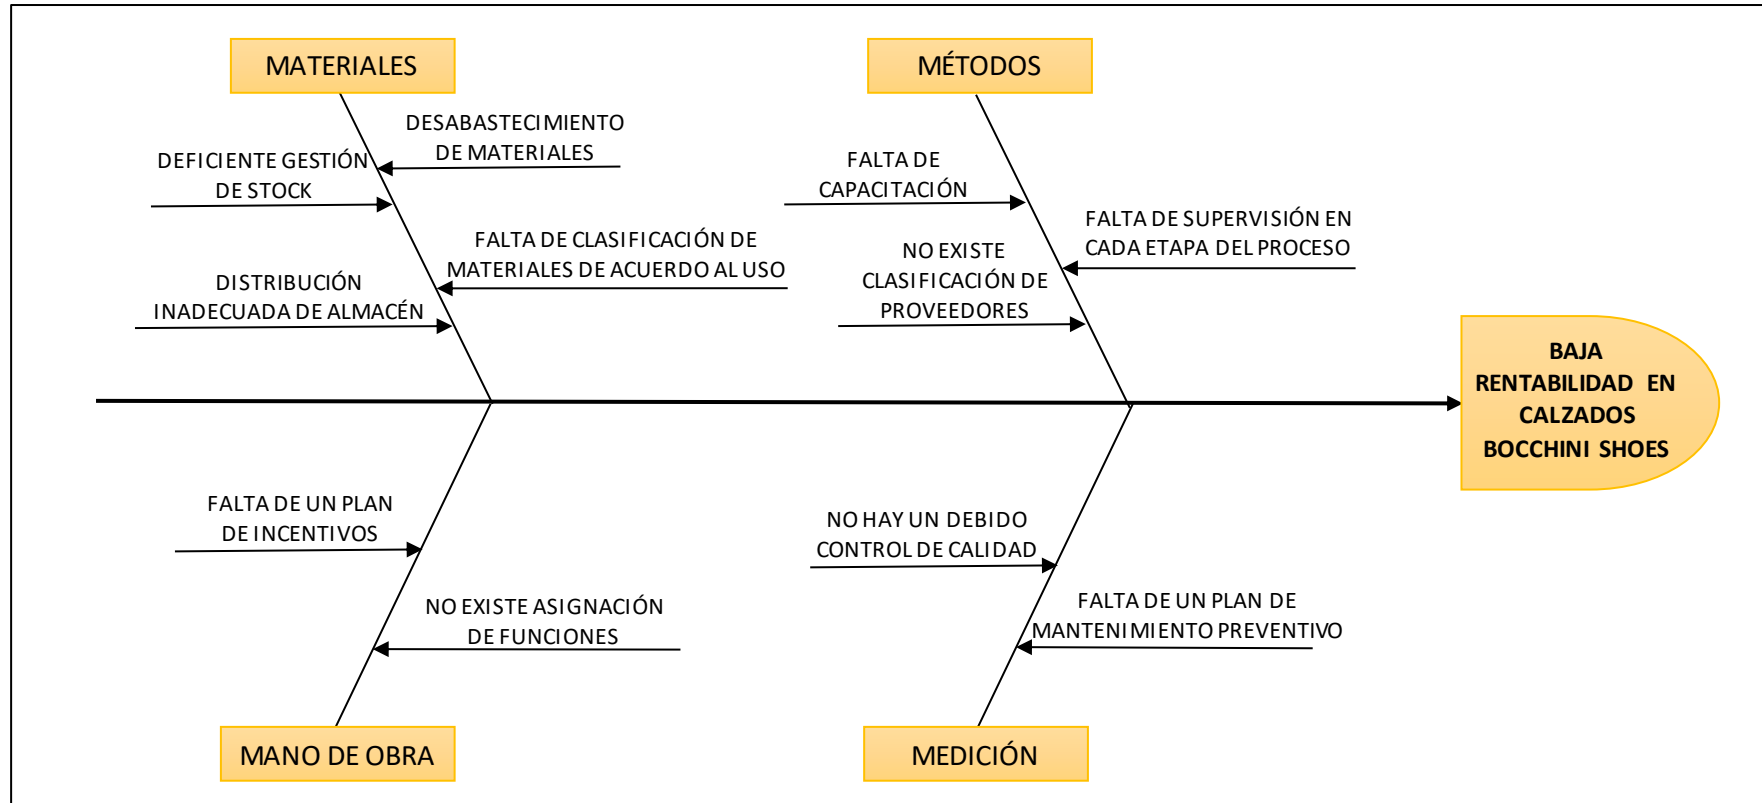 MATERIALES
MÉTODOS
DESABASTECIMIENTO
DE MATERIALES
DEFICIENTE GESTIÓN
DE STOCK
FALTA DE CLASIFICACIÓN DE
MATERIALES DE ACUERDO AL USO
DISTRIBUCIÓN
INADECUADA DE ALMACÉN
FALTA DE
CAPACITACIÓN
FALTA DE SUPERVISIÓN EN
CADA ETAPA DEL PROCESO
NO EXISTE
CLASIFICACIÓN DE
PROVEEDORES
BAJA
RENTABILIDAD EN
CALZADOS
BOCCHINI SHOES
FALTA DE UN PLAN
DE INCENTIVOS
NO EXISTE ASIGNACIÓN
DE FUNCIONES
NO HAY UN DEBIDO
CONTROL DE CALIDAD
FALTA DE UN PLAN DE
MANTENIMIENTO PREVENTIVO
MANO DE OBRA
MEDICIÓN